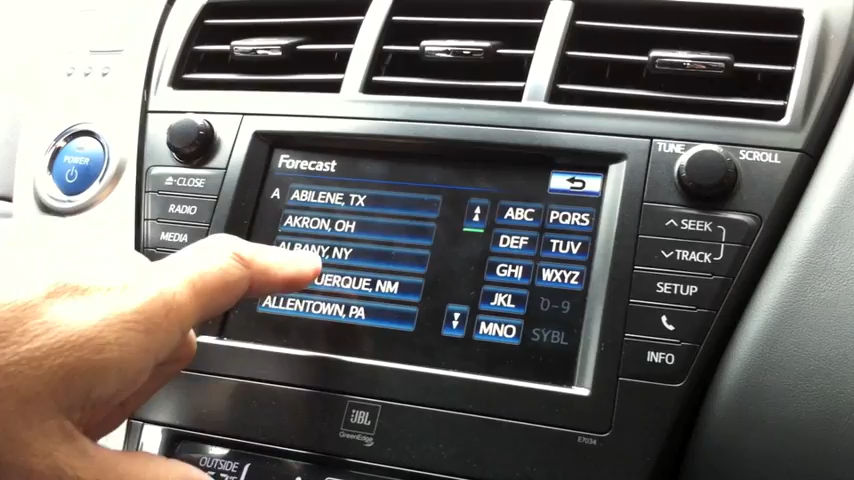 POWER
CLOSE
RADIO
MEDIA
Forecast
A
ABILENE, TX
AKRON, OH
ALBANY, NY
UERQUE, NM
ALLENTOWN, PA
ABC
PQRS
DEF
TUV
GHI
WXYZ
JKL
0-9
MNO
SYBL
TUNE
SCROLL
SEEK
TRACK
SETUP
INFO
JBL
GreenEdge
E7034
OUTSIDE